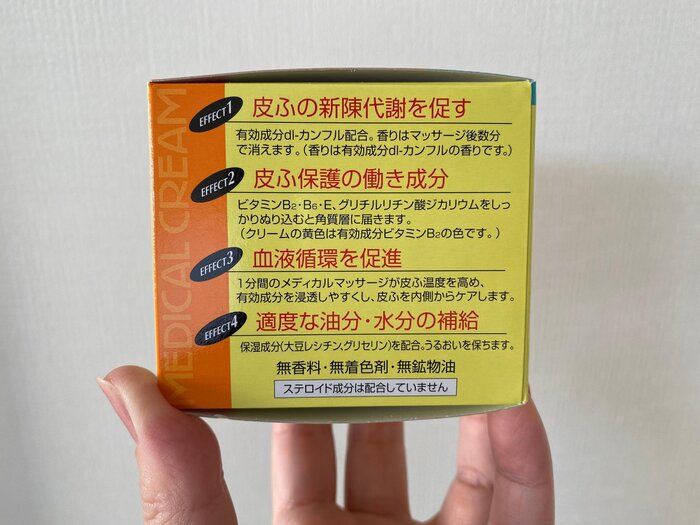 MEDICAL CREAM
EFFECT1 皮ふの新陳代謝を促す
有効成分dl-カンフル配合。香りはマッサージ後数分
で消えます。(香りは有効成分dl-カンフルの香りです。)
EFFECT2 皮ふ保護の働き成分
ビタミンB2・B6・E、グリチルリチン酸ジカリウムをしっ
かりぬり込むと角質層に届きます。
(クリームの黄色は有効成分ビタミンB2の色です。)
EFFECT3 血液循環を促進
1分間のメディカルマッサージが皮ふ温度を高め、
有効成分を浸透しやすくし、皮ふを内側からケアします。
EFFECT4 適度な油分・水分の補給
保湿成分(大豆レシチン,グリセリン)を配合。うるおいを保ちます。
無香料・無着色剤・無鉱物油
ステロイド成分は配合していません